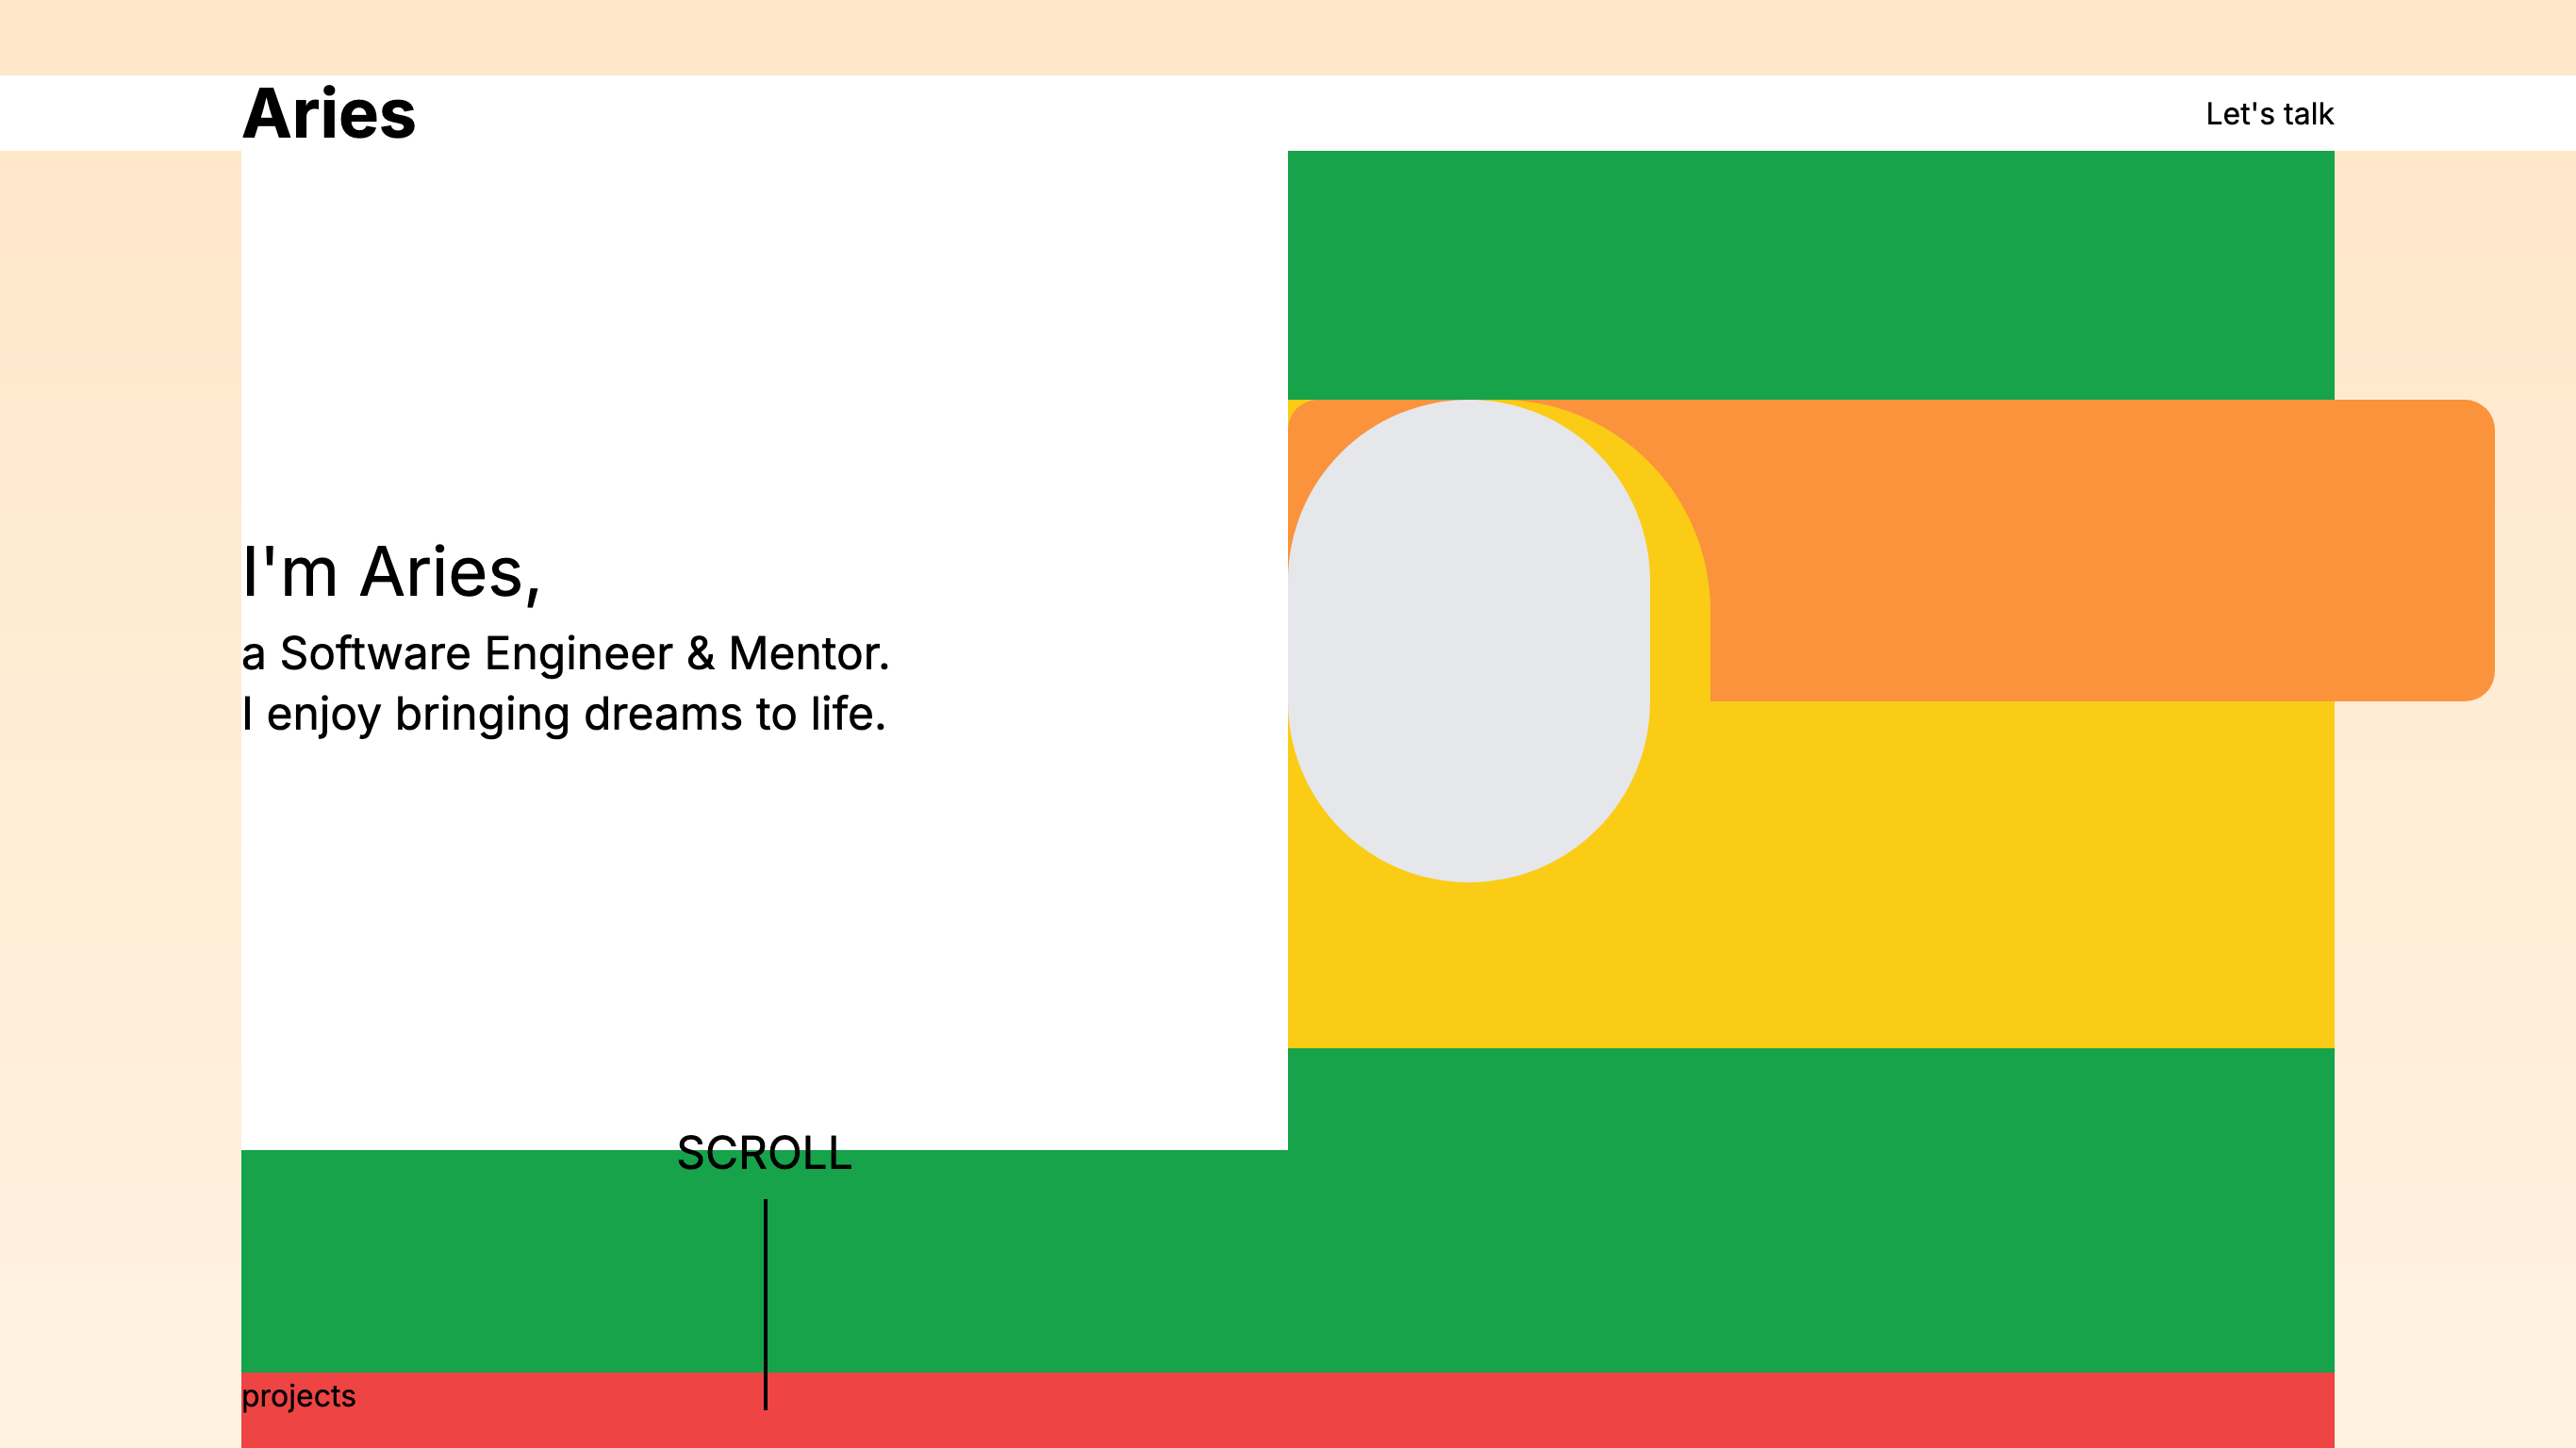 Aries
Let's talk
I'm Aries,
a Software Engineer & Mentor.
I enjoy bringing dreams to life.
SCROLL
projects